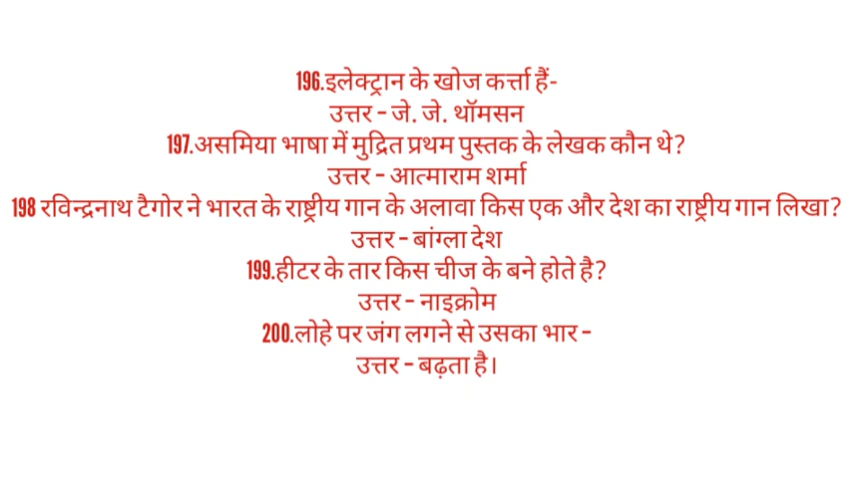 196.इलेक्ट्रान के खोज कर्त्ता हैं-
उत्तर - जे. जे. थॉमसन
197.असमिया भाषा में मुद्रित प्रथम पुस्तक के लेखक कौन थे?
उत्तर - आत्माराम शर्मा
198 रविन्द्रनाथ टैगोर ने भारत के राष्ट्रीय गान के अलावा किस एक और देश का राष्ट्रीय गान लिखा?
उत्तर - बांग्ला देश
199.हीटर के तार किस चीज के बने होते है?
उत्तर - नाइक्रोम
200.लोहे पर जंग लगने से उसका भार -
उत्तर - बढ़ता है।